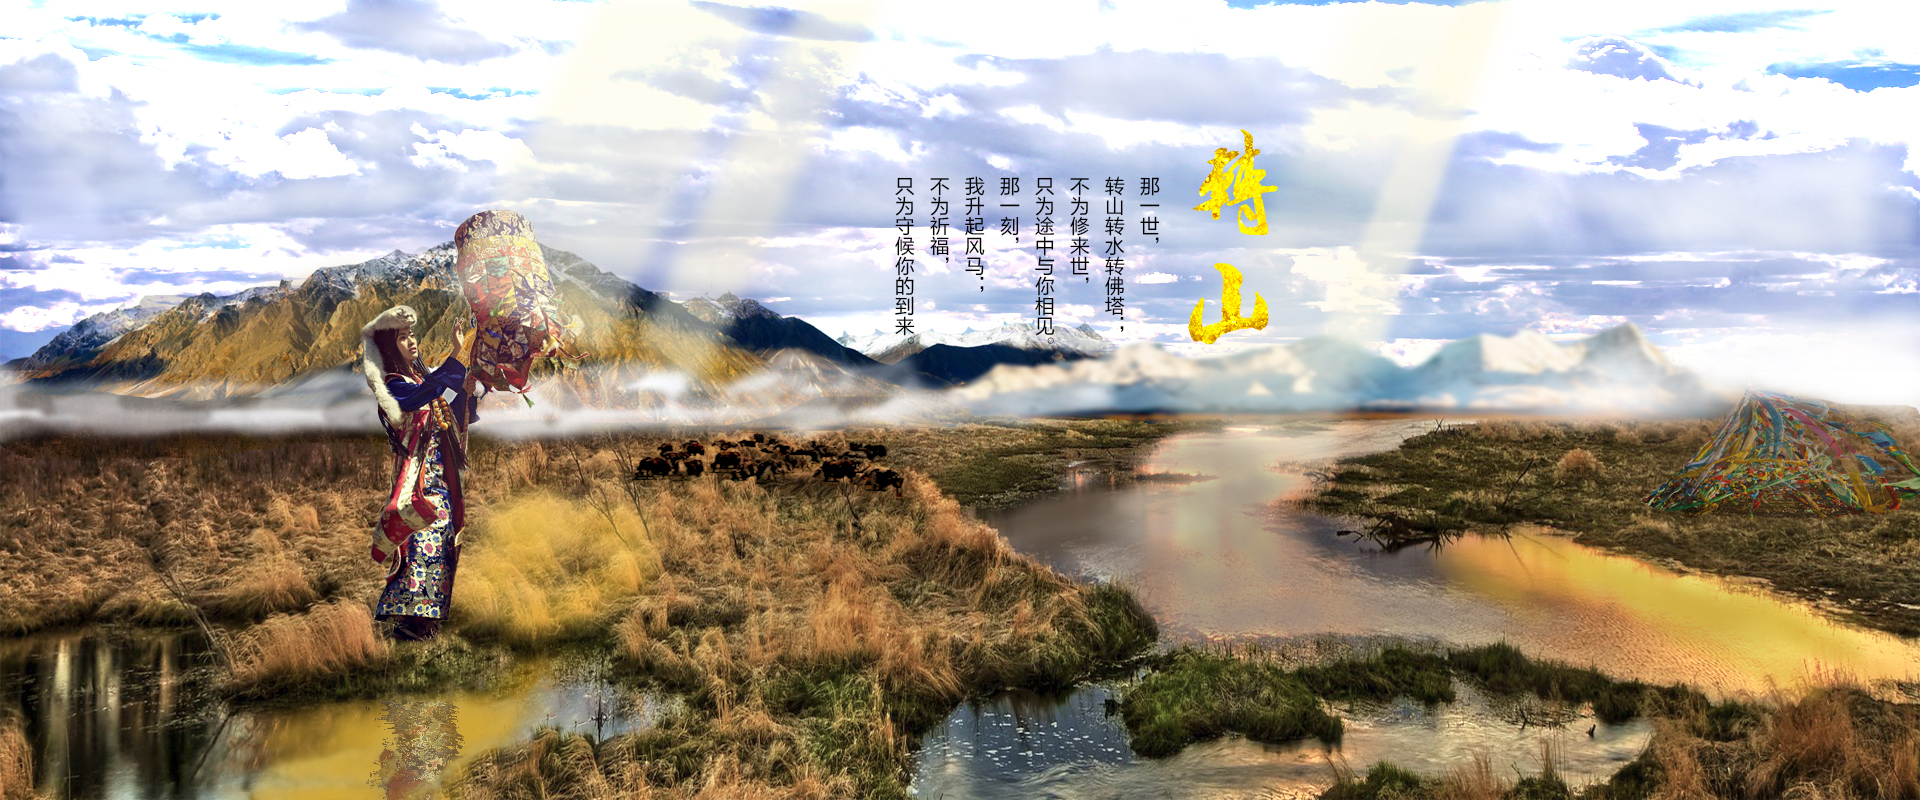 轉山
那一世，
转山转水转佛塔；
不为修来世，
只为途中与你相见。
那一刻，
我升起风马；
不为祈福，
只为守候你的到来。